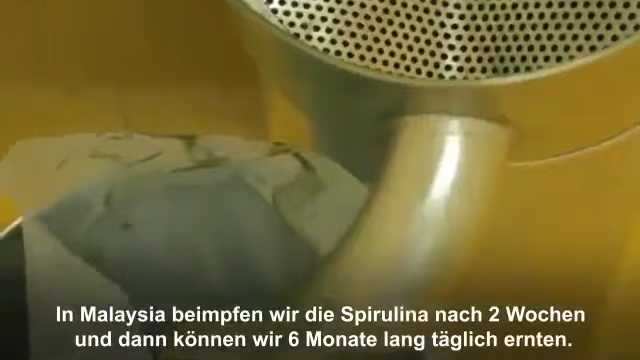 In Malaysia beimpfen wir die Spirulina nach 2 Wochen
und dann können wir 6 Monate lang täglich ernten.